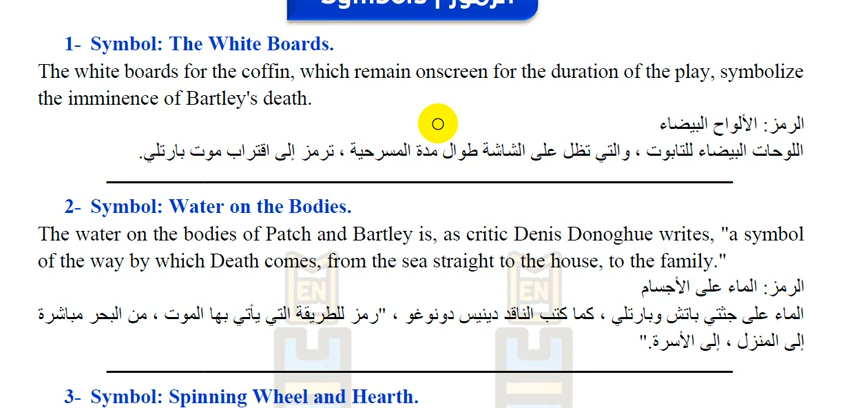 الرموز | Symbols
1- Symbol: The White Boards.
The white boards for the coffin, which remain onscreen for the duration of the play, symbolize
the imminence of Bartley's death.
الرمز: الألواح البيضاء
اللوحات البيضاء للتابوت ، والتي تظل على الشاشة طوال مدة المسرحية ، ترمز إلى اقتراب موت بارتلي.
2- Symbol: Water on the Bodies.
The water on the bodies of Patch and Bartley is, as critic Denis Donoghue writes, "a symbol
of the way by which Death comes, from the sea straight to the house, to the family."
الرمز: الماء على الأجسام
الماء على جثتي باتش وبارتلي ، كما كتب الناقد دينيس دونوغو ، "رمز للطريقة التي يأتي بها الموت ، من البحر مباشرة
إلى المنزل ، إلى الأسرة."
EN EN
3- Symbol: Spinning Wheel and Hearth.